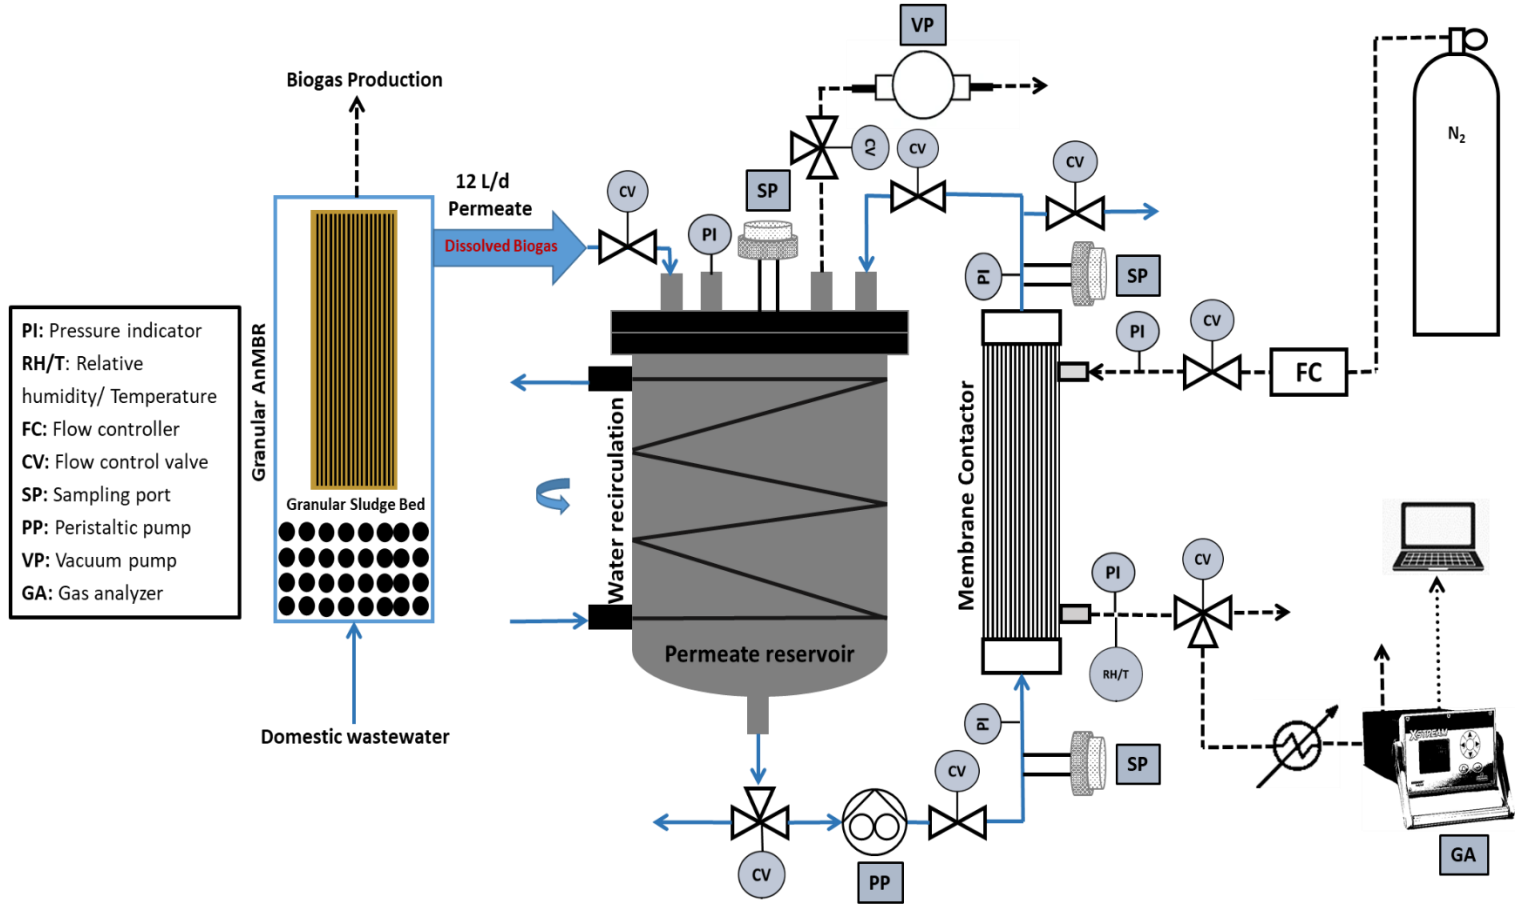 VP
Biogas Production
N2
CV
CV
CV
12 L/d
Permeate
CV
SP
PI
Dissolved Biogas
PI
SP
PI: Pressure indicator
RH/T: Relative
humidity/ Temperature
FC: Flow controller
CV: Flow control valve
SP: Sampling port
PP: Peristaltic pump
VP: Vacuum pump
GA: Gas analyzer
Granular AnMBR
PI
CV
FC
Water recirculation
Membrane Contactor
Granular Sludge Bed
PI
CV
Permeate reservoir
RH/T
Domestic wastewater
PI
X-STREAM
CV
SP
CV
PP
GA